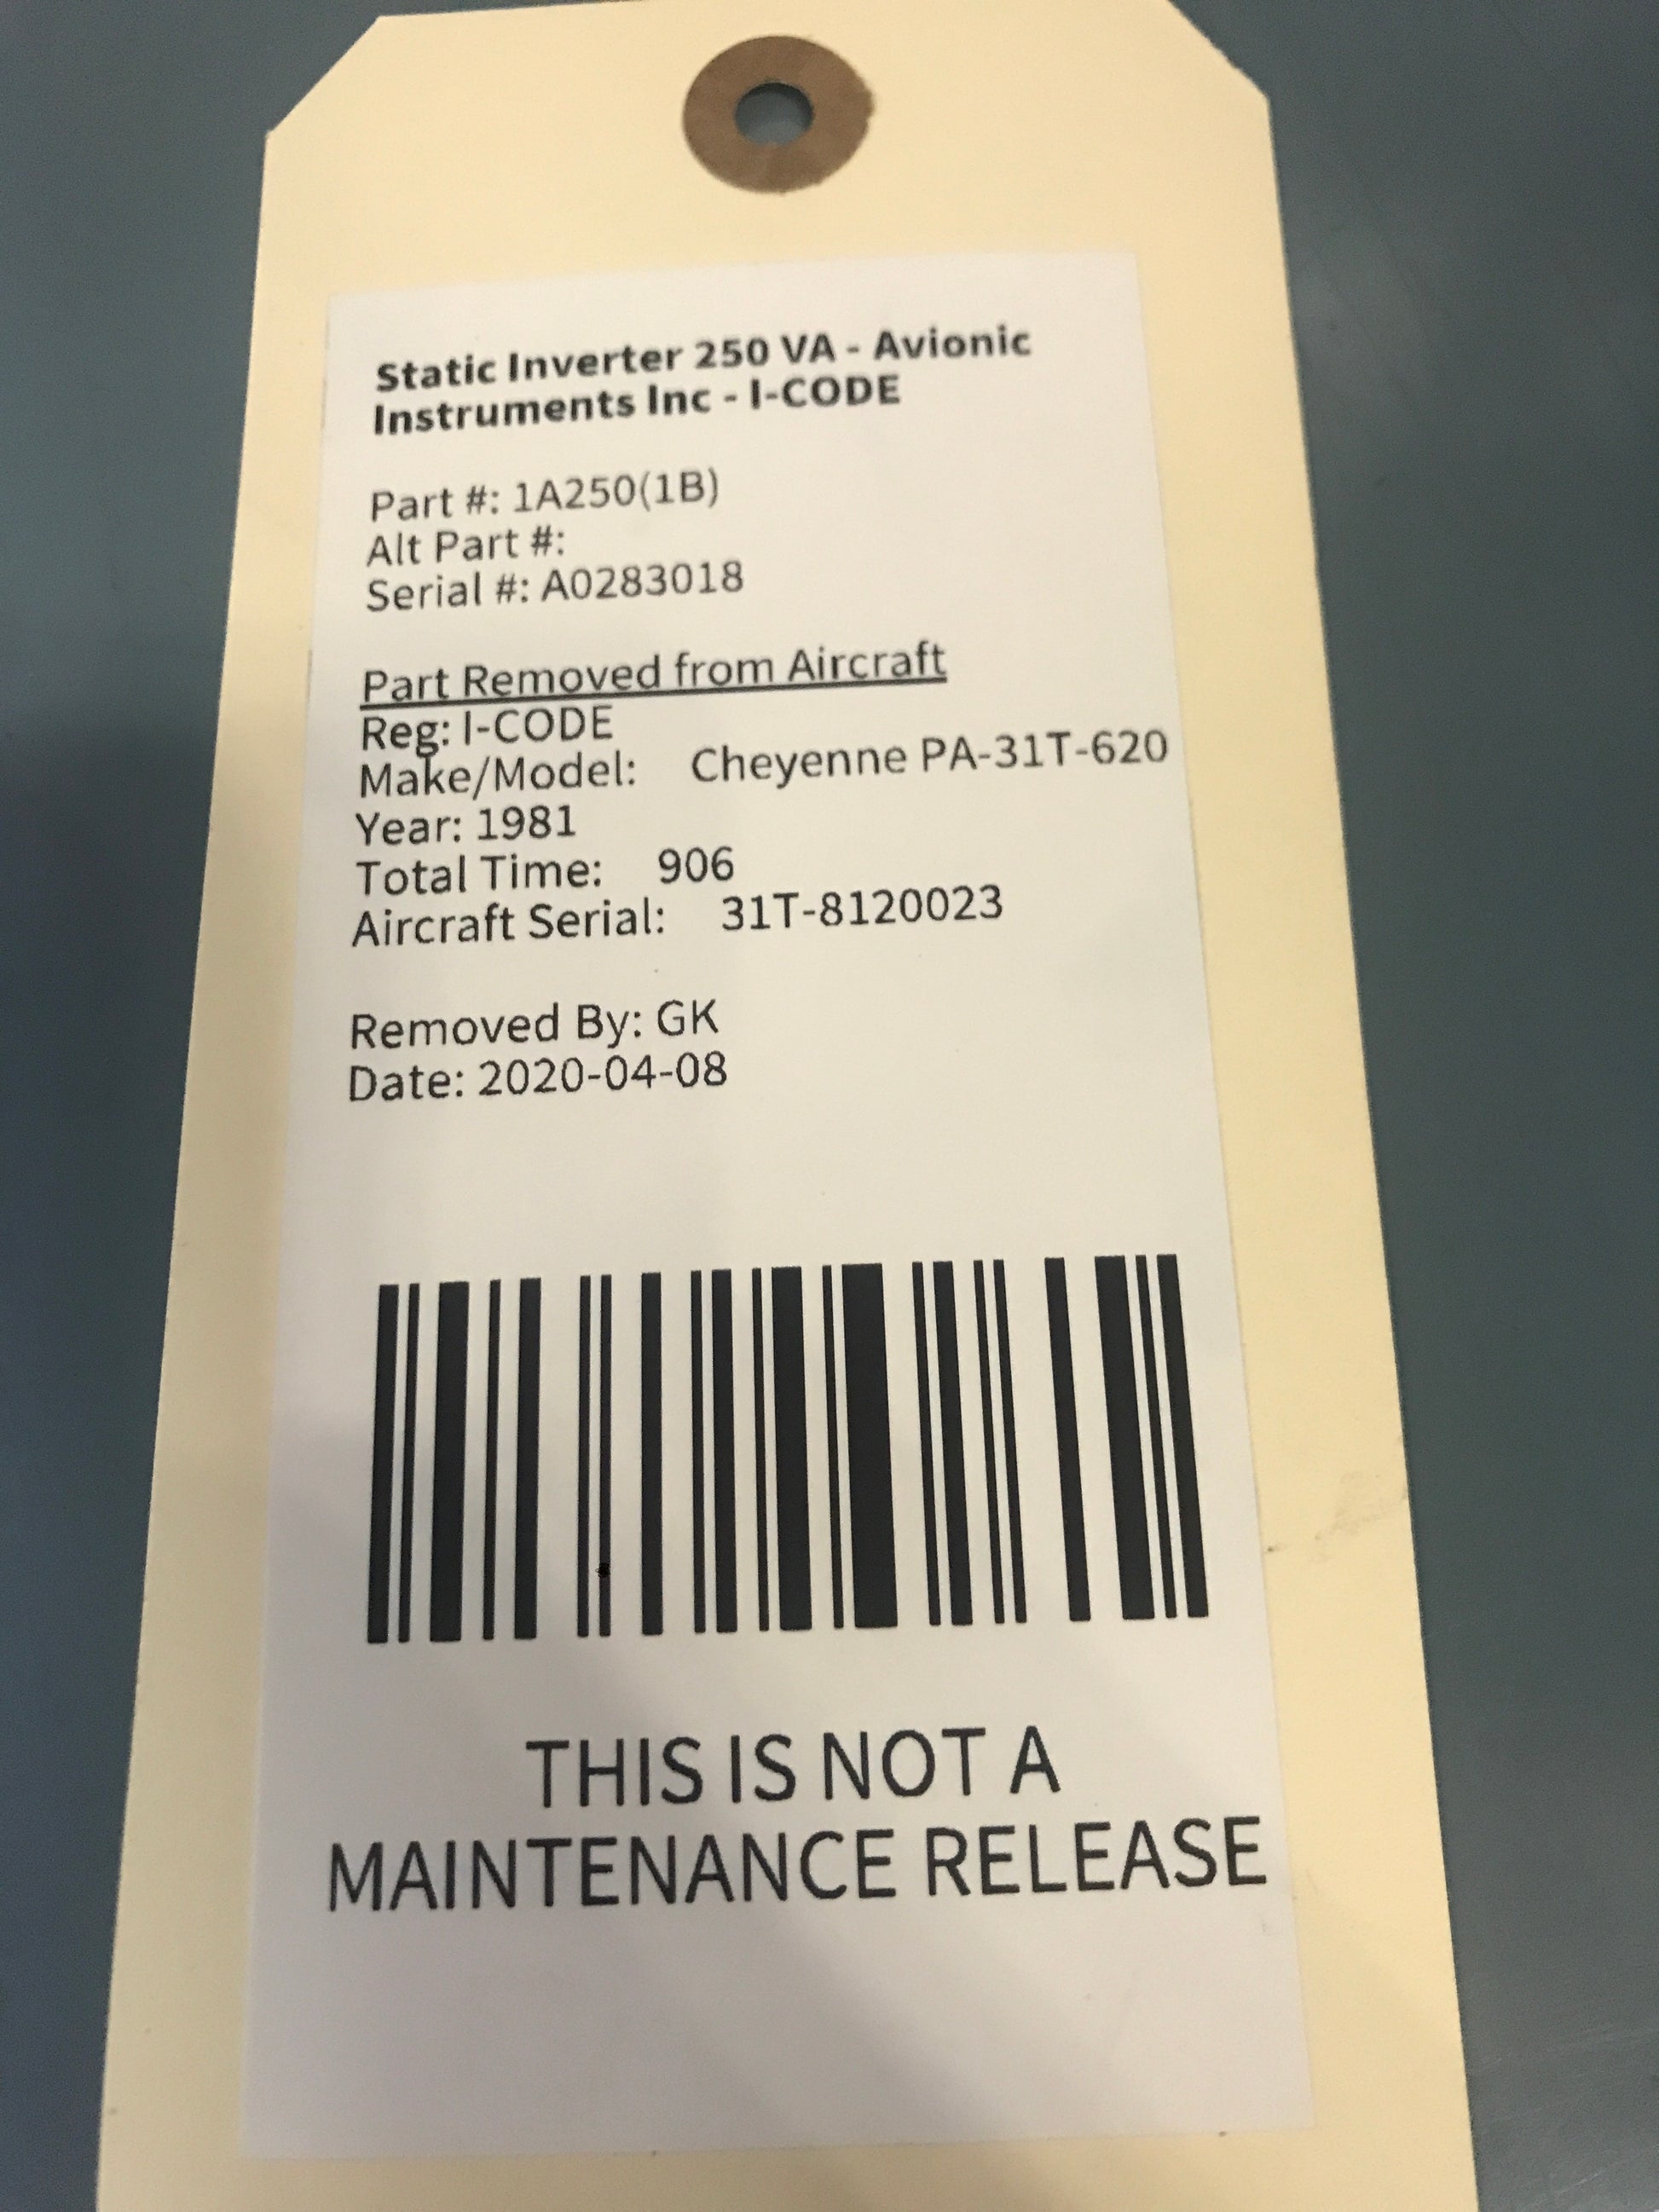 Static Inverter 250 VA - Avionic
Instruments Inc - I-CODE
Part #: 1A250(1B)
Alt Part #:
Serial #: A0283018
Part Removed from Aircraft
Reg: I-CODE
Make/Model: Cheyenne PA-31T-620
Year: 1981
Total Time: 906
Aircraft Serial: 31T-8120023
Removed By: GK
Date: 2020-04-08
THIS IS NOT A
MAINTENANCE RELEASE